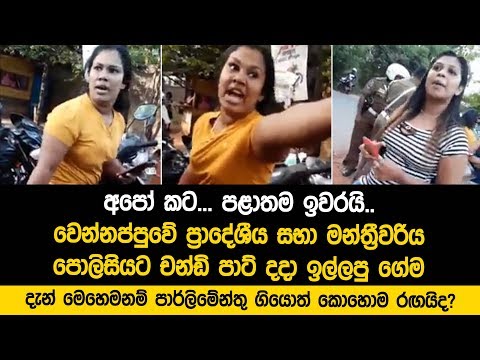 අපෝ කට... පළාතම ඉවරයි..
වෙන්නප්පුවේ ප්‍රාදේශීය සභා මන්ත්‍රීවරිය
පොලිසියට චන්ඩි පාට් දදා ඉල්ලපු ගේම
දැන් මෙහෙමනම් පාර්ලිමේන්තු ගියොත් කොහොම රඟයිද?